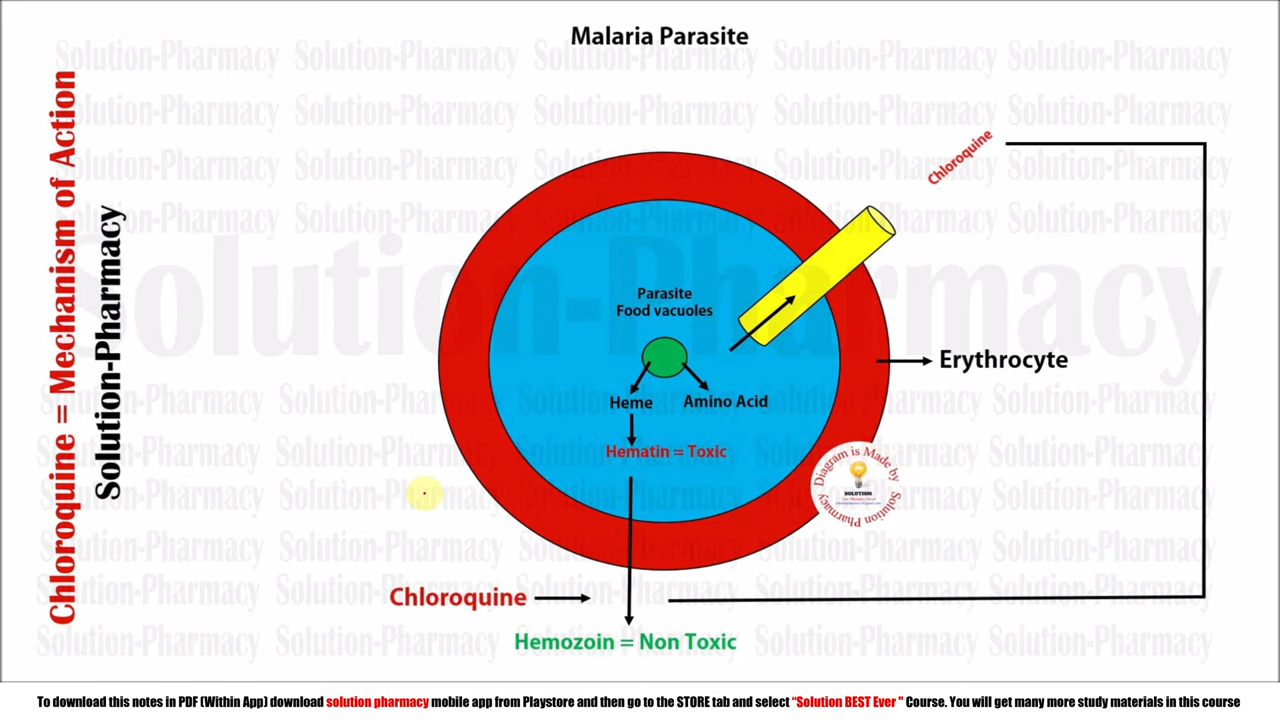 Malaria Parasite
Chloroquine = Mechanism of Action
Solution-Pharmacy
Chloroquine
Parasite
Food vacuoles
Erythrocyte
Heme
Amino Acid
Hematin = Toxic
Diagram is Made by
Solution Pharmacy
SOLUTION
Chloroquine
Hemozoin = Non Toxic
To download this notes in PDF (Within App) download solution pharmacy mobile app from Playstore and then go to the STORE tab and select "Solution BEST Ever " Course. You will get many more study materials in this course